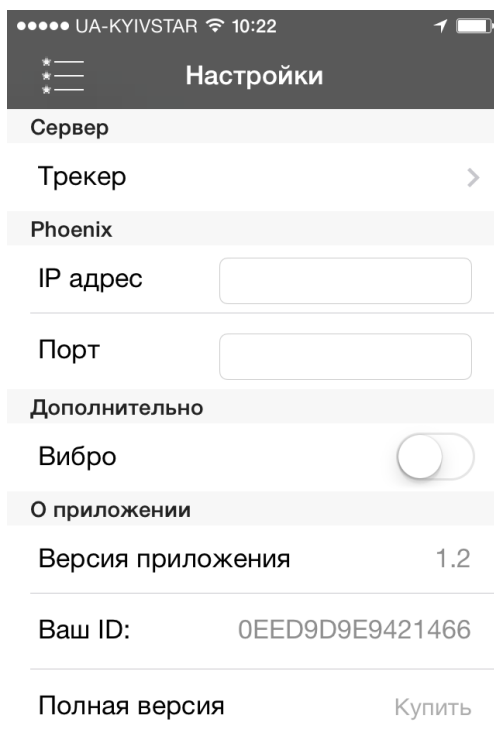 UA-KYIVSTAR 10:22
Настройки
Сервер
Трекер
Phoenix
IP адрес
Порт
Дополнительно
Вибро
О приложении
Версия приложения 1.2
Ваш ID: 0EED9D9E9421466
Полная версия Купить